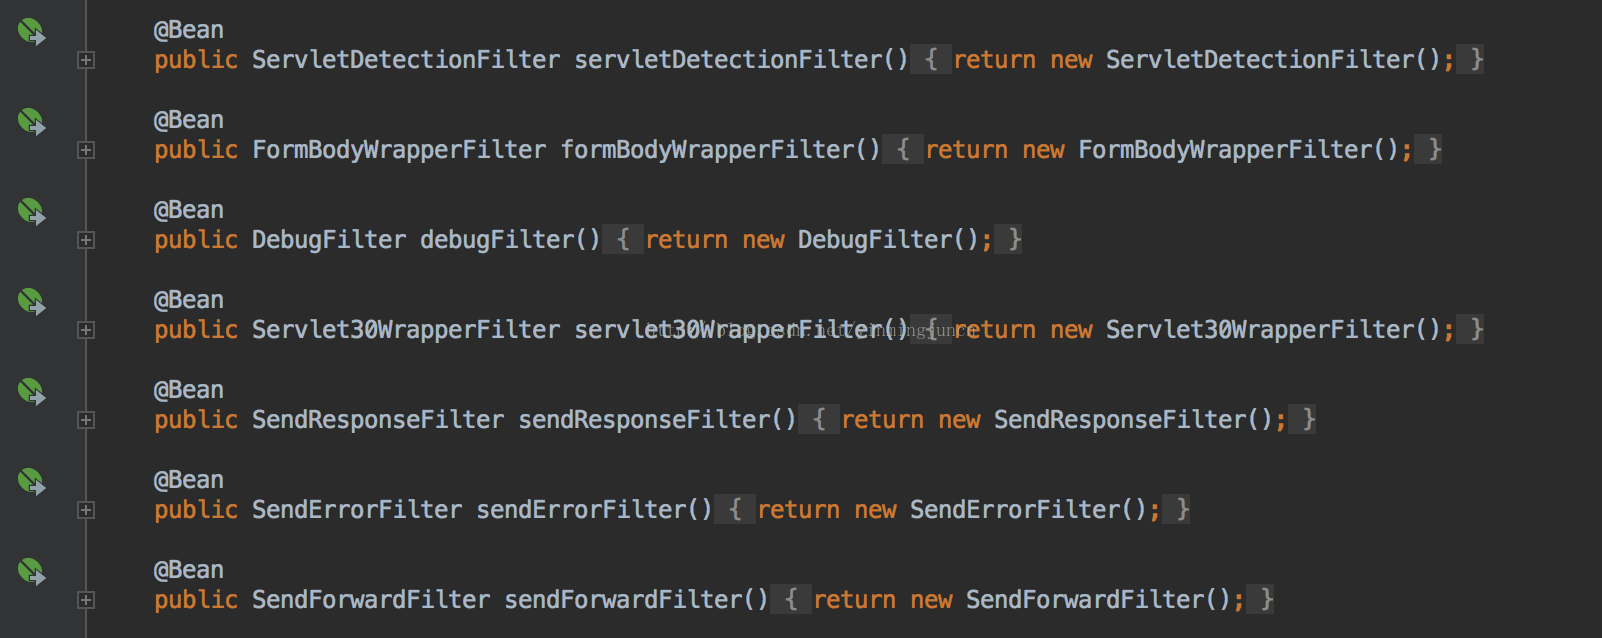 @Bean
public ServletDetectionFilter servletDetectionFilter() { return new ServletDetectionFilter(); }
@Bean
public FormBodyWrapperFilter formBodyWrapperFilter() { return new FormBodyWrapperFilter(); }
@Bean
public DebugFilter debugFilter() { return new DebugFilter(); }
@Bean
public Servlet30WrapperFilter servlet30WrapperFilter() { return new Servlet30WrapperFilter(); }
@Bean
public SendResponseFilter sendResponseFilter() { return new SendResponseFilter(); }
@Bean
public SendErrorFilter sendErrorFilter() { return new SendErrorFilter(); }
@Bean
public SendForwardFilter sendForwardFilter() { return new SendForwardFilter(); }